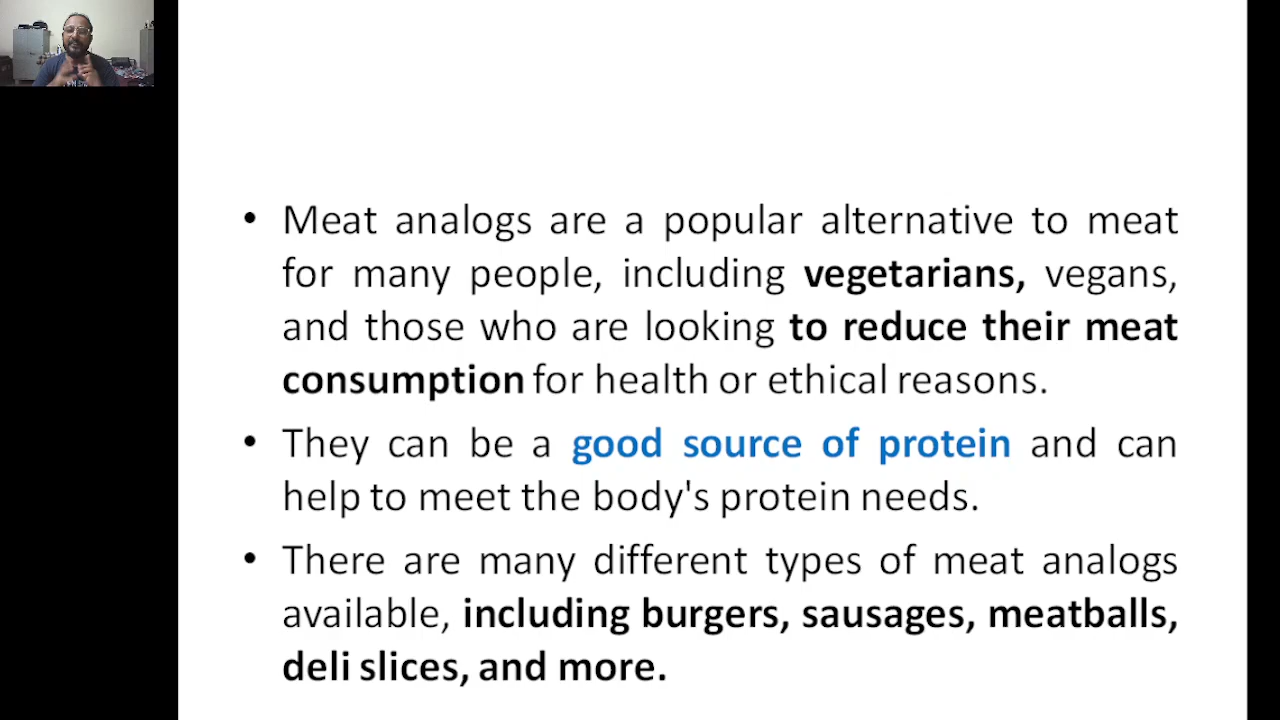 • Meat analogs are a popular alternative to meat
for many people, including vegetarians, vegans,
and those who are looking to reduce their meat
consumption for health or ethical reasons.
• They can be a good source of protein and can
help to meet the body's protein needs.
• There are many different types of meat analogs
available, including burgers, sausages, meatballs,
deli slices, and more.